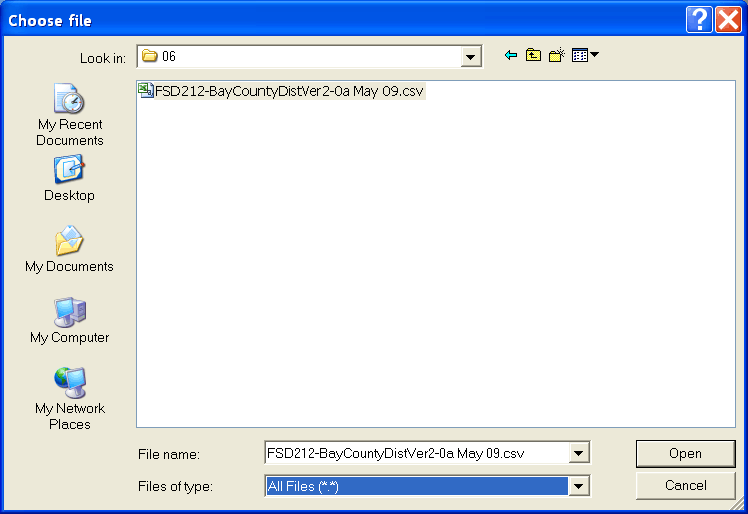 Choose file
Look in:
06
FSD212-BayCountyDistVer2-0a May 09.csv
My Recent
Documents
Desktop
My Documents
My Computer
My Network
Places
File name:
FSD212-BayCountyDistVer2-0a May 09.csv
Open
Files of type:
All Files (*.*)
Cancel